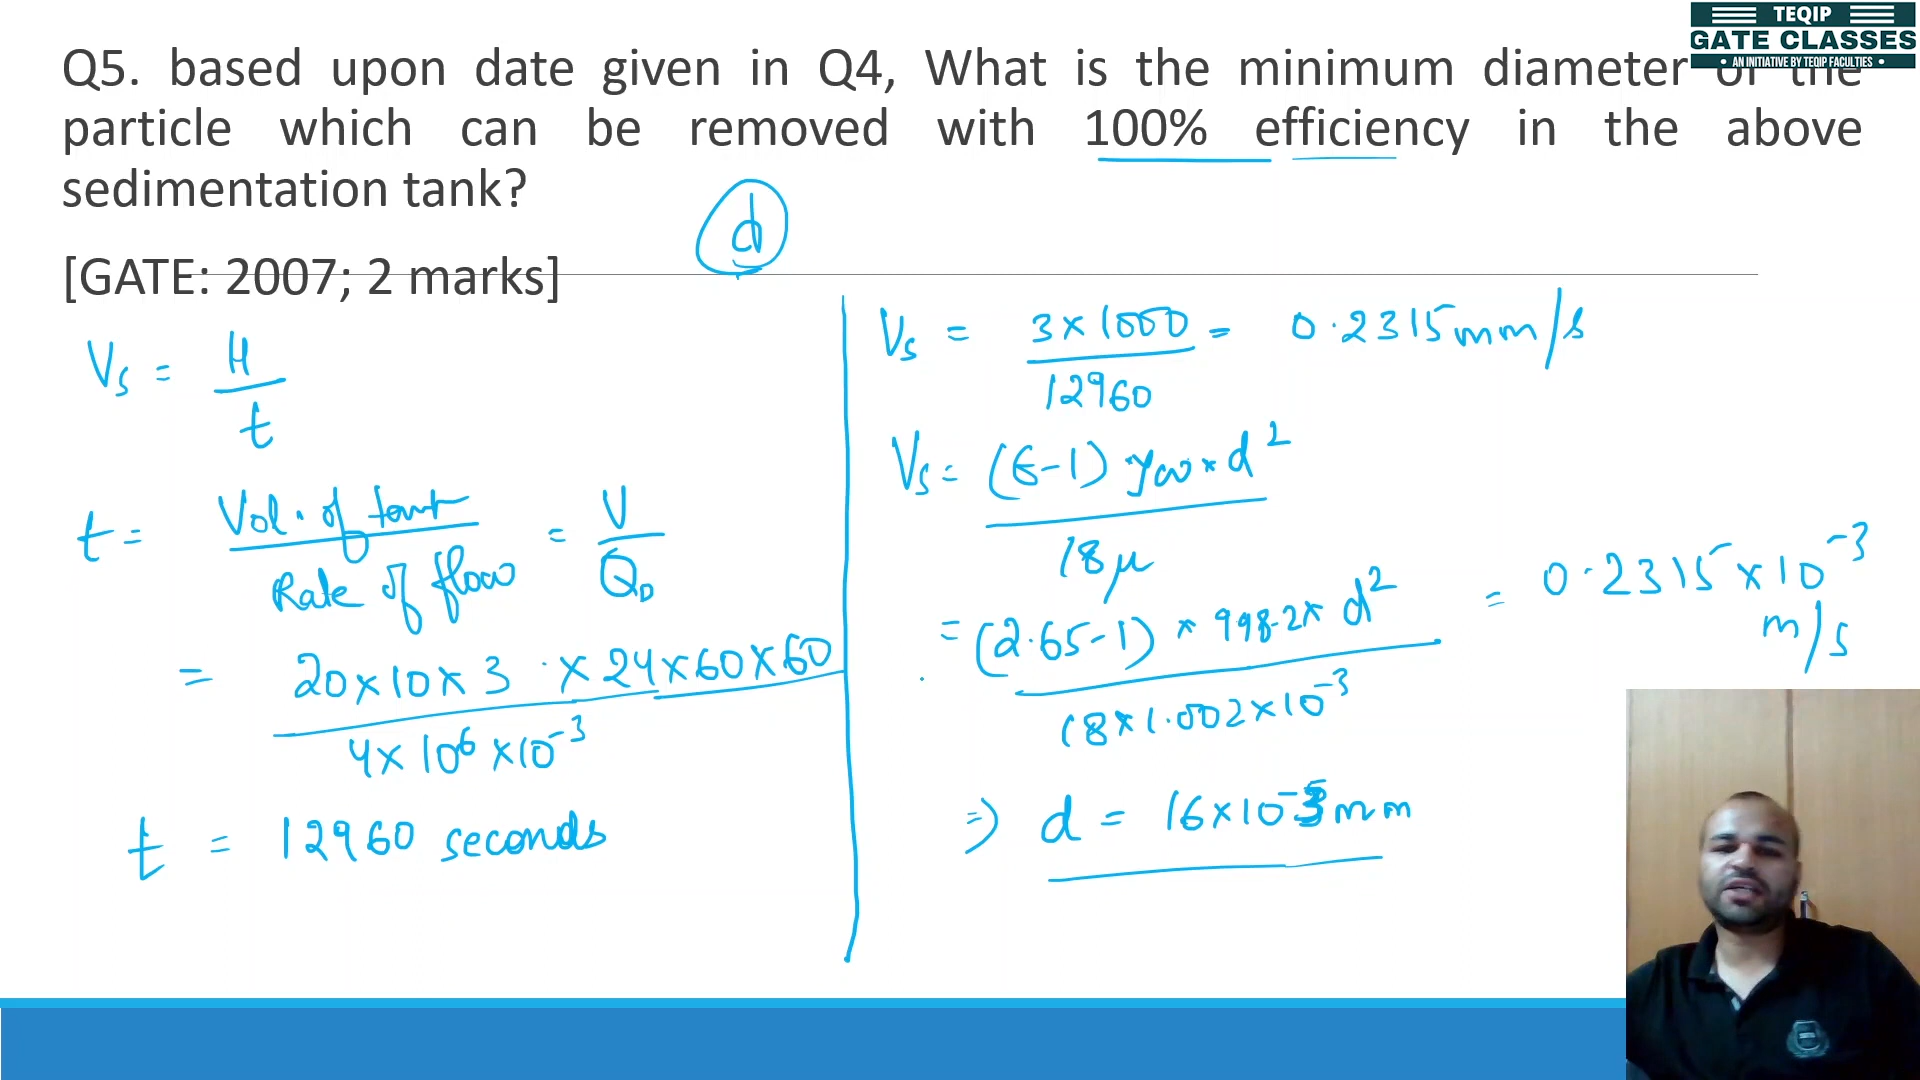 TEQIP
GATE CLASSES
• AN INITIATIVE BY TEQIP FACULTIES •
Q5. based upon date given in Q4, What is the minimum diameter of the
particle which can be removed with 100% efficiency in the above
sedimentation tank?
d
[GATE: 2007; 2 marks]
Vs = H / t
t = Vol. of tank / Rate of flow = V / QD
= 20 x 10 x 3 x 24 x 60 x 60 / 4 x 10^6 x 10^-3
t = 12960 seconds
Vs = 3 x 1000 / 12960 = 0.2315 mm/s
Vs = (G-1) γω x d^2 / 18 μ
= (2.65-1) x 998.2 x d^2 / 18 x 1.002 x 10^-3 = 0.2315 x 10^-3 m/s
⇒ d = 16 x 10 mm